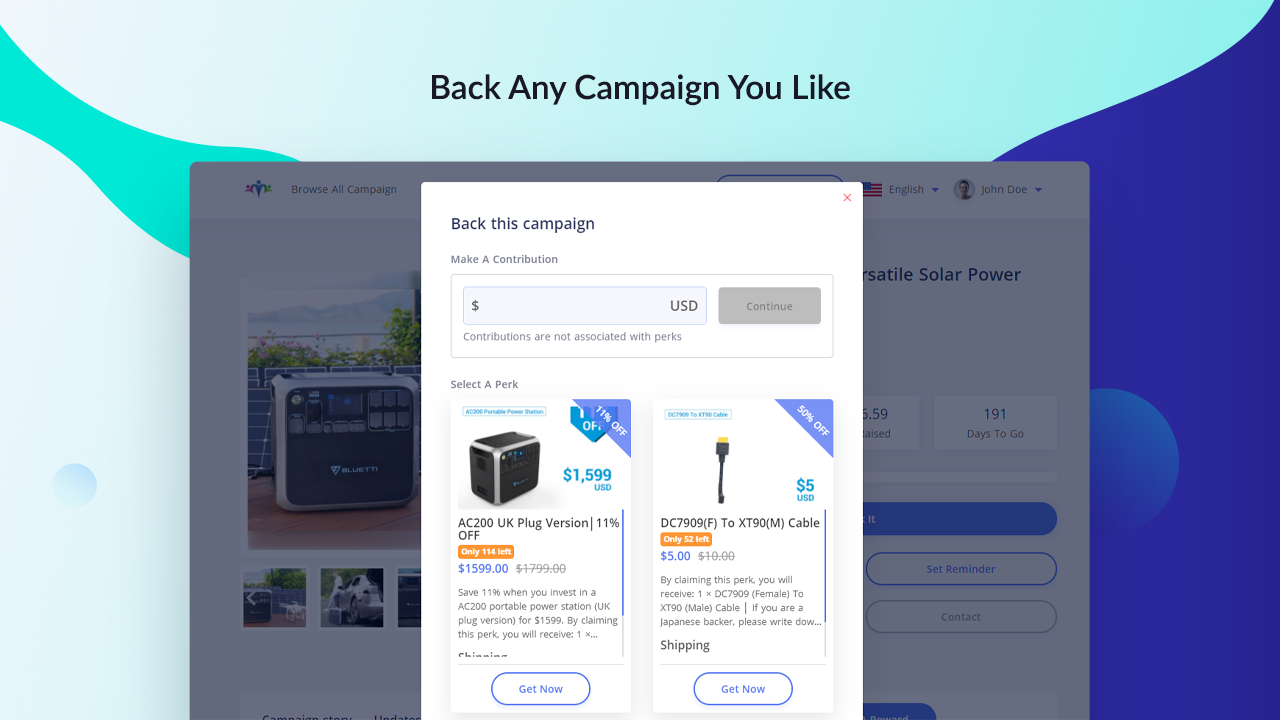 Back Any Campaign You Like
Browse All Campaign
English
John Doe
Back this campaign
Make A Contribution
$ USD
Continue
Contributions are not associated with perks
Select A Perk
AC200 Portable Power Station
OFF
11% OFF
$1,599
USD
AC200 UK Plug Version|11%
OFF
Only 114 left
$1599.00 $1799.00
Save 11% when you invest in a
AC200 portable power station (UK
plug version) for $1599. By claiming
this perk, you will receive: 1 ×...
Shipping
Get Now
DC7909 To XT90 Cable
50% OFF
$5
USD
DC7909(F) To XT90(M) Cable
Only 52 left
$5.00 $10.00
By claiming this perk, you will
receive: 1 × DC7909 (Female) To
XT90 (Male) Cable | If you are a
Japanese backer, please write dow...
Shipping
Get Now
BLUETTI
Solar Power
6.59
191
Days To Go
It
Set Reminder
Contact
Campaign story
Updates
Reward